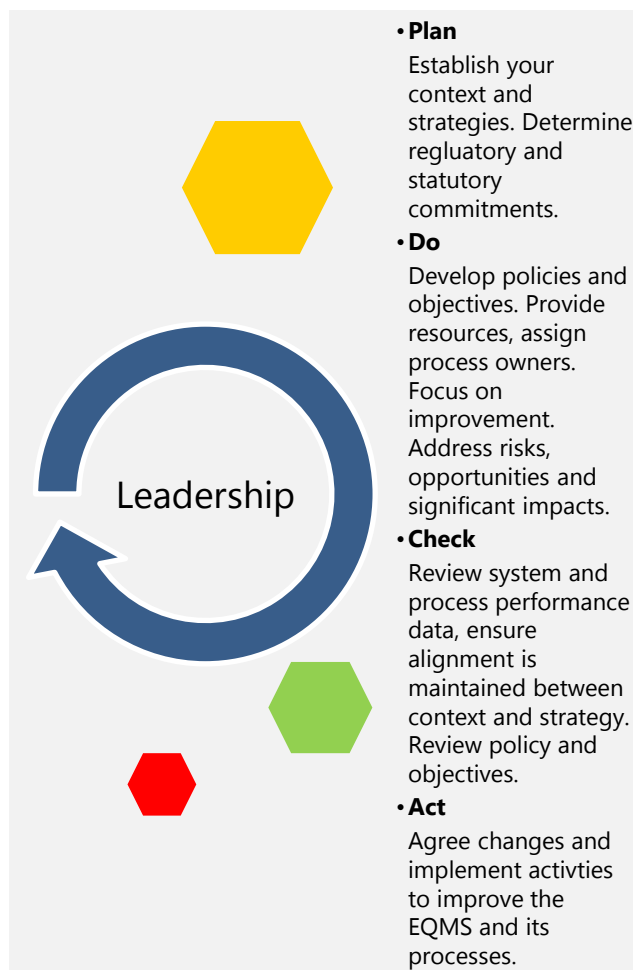 Leadership
• Plan
Establish your
context and
strategies. Determine
regluatory and
statutory
commitments.
• Do
Develop policies and
objectives. Provide
resources, assign
process owners.
Focus on
improvement.
Address risks,
opportunities and
significant impacts.
• Check
Review system and
process performance
data, ensure
alignment is
maintained between
context and strategy.
Review policy and
objectives.
• Act
Agree changes and
implement activties
to improve the
EQMS and its
processes.